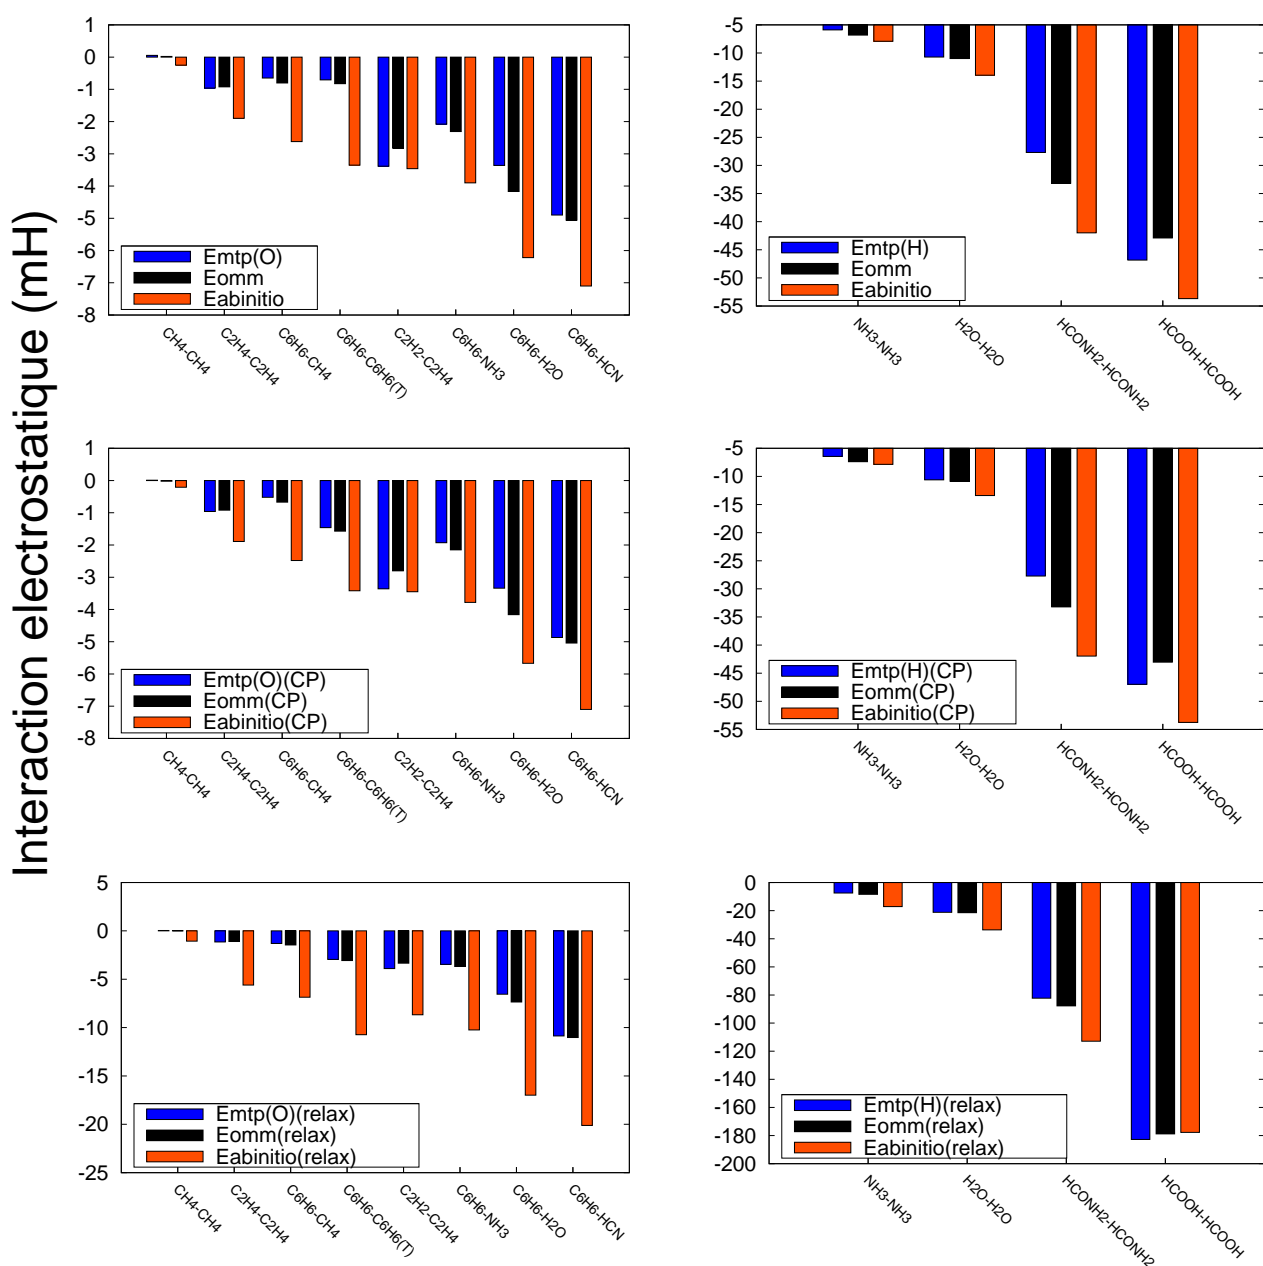 Interaction electrostatique (mH)
1
0
-1
-2
-3
-4
-5
-6
-7
-8
Emtp(O)
Eomm
Eabinitio
CH4-CH4
C2H4-C2H4
C6H6-CH4
C6H6-C6H6(T)
C2H2-C2H4
C6H6-NH3
C6H6-H2O
C6H6-HCN
-5
-10
-15
-20
-25
-30
-35
-40
-45
-50
-55
Emtp(H)
Eomm
Eabinitio
NH3-NH3
H2O-H2O
HCONH2-HCONH2
HCOOH-HCOOH
1
0
-1
-2
-3
-4
-5
-6
-7
-8
Emtp(O)(CP)
Eomm(CP)
Eabinitio(CP)
CH4-CH4
C2H4-C2H4
C6H6-CH4
C6H6-C6H6(T)
C2H2-C2H4
C6H6-NH3
C6H6-H2O
C6H6-HCN
-5
-10
-15
-20
-25
-30
-35
-40
-45
-50
-55
Emtp(H)(CP)
Eomm(CP)
Eabinitio(CP)
NH3-NH3
H2O-H2O
HCONH2-HCONH2
HCOOH-HCOOH
5
0
-5
-10
-15
-20
-25
Emtp(O)(relax)
Eomm(relax)
Eabinitio(relax)
CH4-CH4
C2H4-C2H4
C6H6-CH4
C6H6-C6H6(T)
C2H2-C2H4
C6H6-NH3
C6H6-H2O
C6H6-HCN
0
-20
-40
-60
-80
-100
-120
-140
-160
-180
-200
Emtp(H)(relax)
Eomm(relax)
Eabinitio(relax)
NH3-NH3
H2O-H2O
HCONH2-HCONH2
HCOOH-HCOOH